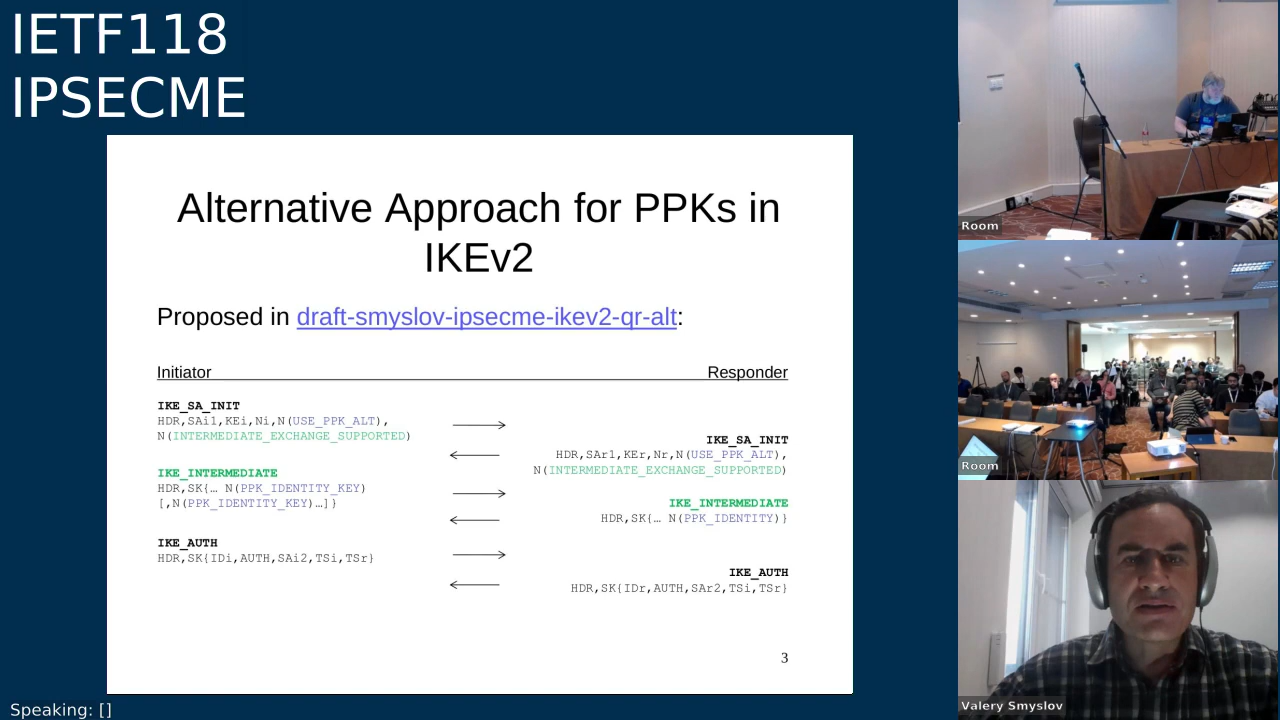 IETF118
IPSECME
Alternative Approach for PPKs in
IKEv2
Proposed in draft-smyslov-ipsecme-ikev2-qr-alt:
Initiator
Responder
IKE_SA_INIT
HDR,SAi1,KEi,Ni,N(USE_PPK_ALT),
N(INTERMEDIATE_EXCHANGE_SUPPORTED)
IKE_SA_INIT
HDR,SAr1,KEr,Nr,N(USE_PPK_ALT),
N(INTERMEDIATE_EXCHANGE_SUPPORTED)
IKE_INTERMEDIATE
HDR,SK{… N(PPK_IDENTITY_KEY)
[,N(PPK_IDENTITY_KEY)…]}
IKE_INTERMEDIATE
HDR,SK{… N(PPK_IDENTITY)}
IKE_AUTH
HDR,SK{IDi,AUTH,SAi2,TSi,TSr}
IKE_AUTH
HDR,SK{IDr,AUTH,SAr2,TSi,TSr}
3
Room
Room
Valery Smyslov
Speaking: []